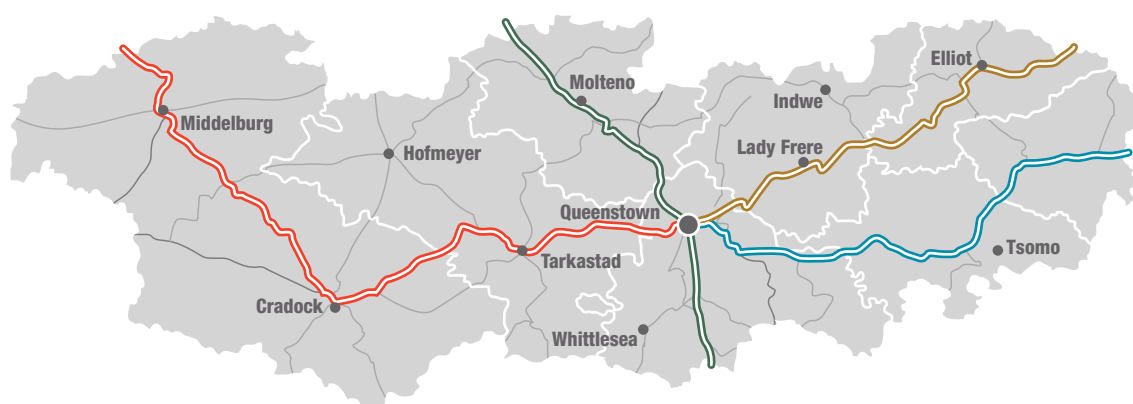 Elliot
Molteno
Indwe
Middelburg
Lady Frere
Hofmeyer
Queenstown
Tsomo
Tarkastad
Cradock
Whittlesea